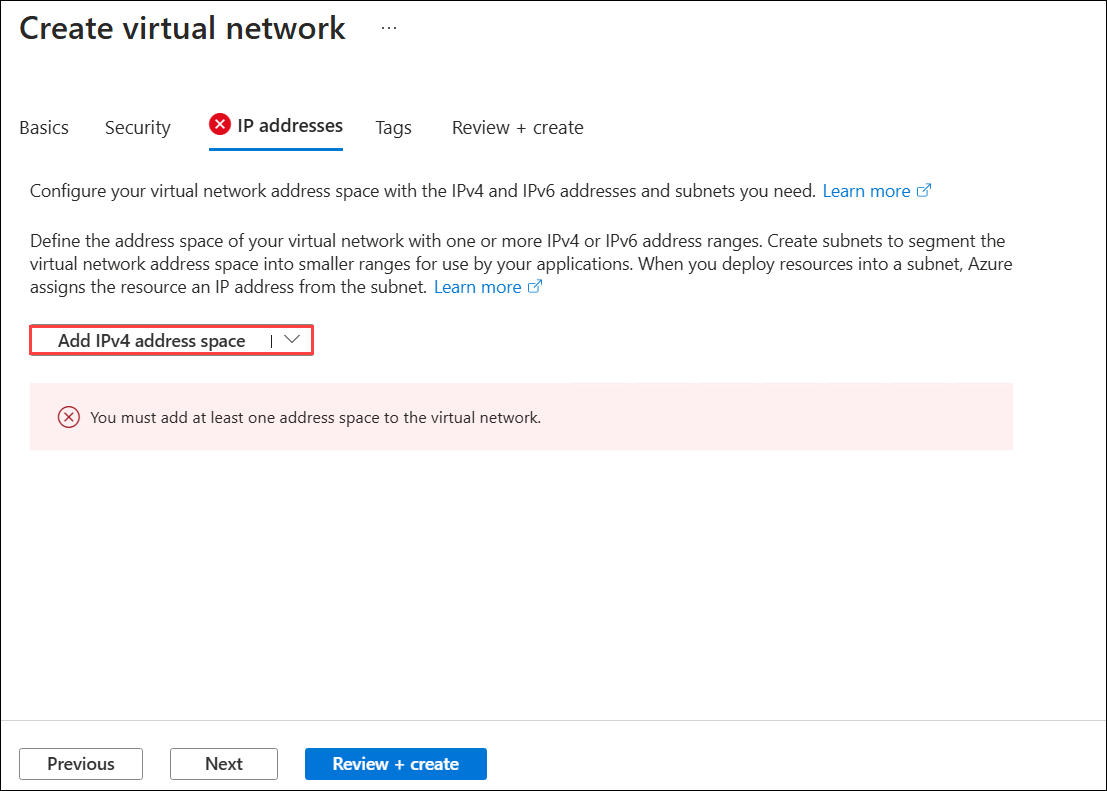 Create virtual network ...
Basics Security IP addresses Tags Review + create
Configure your virtual network address space with the IPv4 and IPv6 addresses and subnets you need. Learn more
Define the address space of your virtual network with one or more IPv4 or IPv6 address ranges. Create subnets to segment the
virtual network address space into smaller ranges for use by your applications. When you deploy resources into a subnet, Azure
assigns the resource an IP address from the subnet. Learn more
Add IPv4 address space |
You must add at least one address space to the virtual network.
Previous Next Review + create